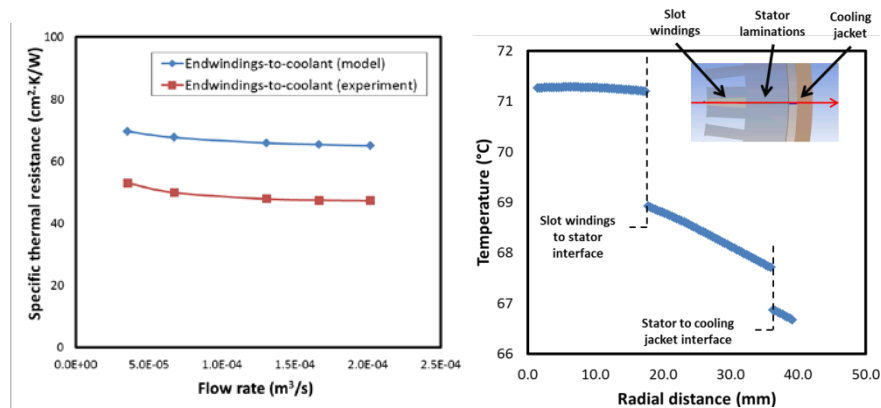 100
80
60
40
20
0
Specific thermal resistance (cm²·K/W)
Endwindings-to-coolant (model)
Endwindings-to-coolant (experiment)
0.0E+00 5.0E-05 1.0E-04 1.5E-04 2.0E-04 2.5E-04
Flow rate (m³/s)
Slot
windings
Stator
laminations
Cooling
jacket
72
71
70
69
68
67
66
Temperature (°C)
Slot windings
to stator
interface
Stator to cooling
jacket interface
0.0 10.0 20.0 30.0 40.0 50.0
Radial distance (mm)